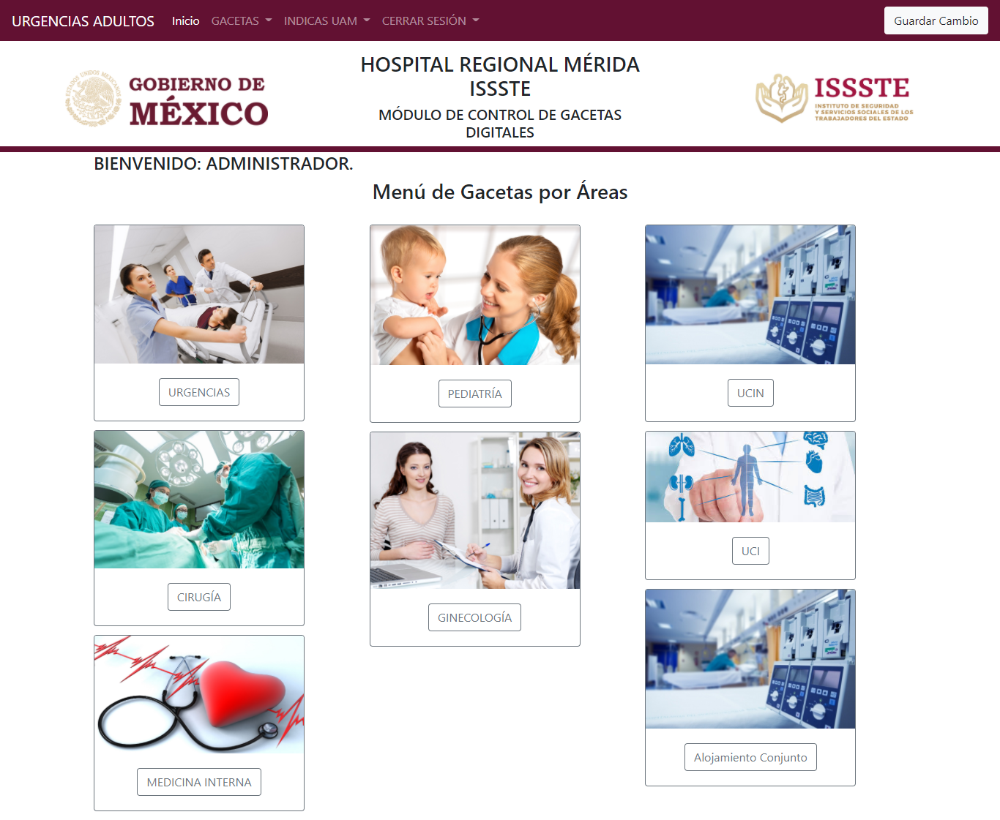 URGENCIAS ADULTOS Inicio GACETAS INDICAS UAM CERRAR SESIÓN Guardar Cambio
GOBIERNO DE
MÉXICO
HOSPITAL REGIONAL MÉRIDA
ISSSTE
MÓDULO DE CONTROL DE GACETAS
DIGITALES
ISSSTE
INSTITUTO DE SEGURIDAD
Y SERVICIOS SOCIALES DE LOS
TRABAJADORES DEL ESTADO
BIENVENIDO: ADMINISTRADOR.
Menú de Gacetas por Áreas
URGENCIAS
PEDIATRÍA
UCIN
CIRUGÍA
GINECOLOGÍA
UCI
MEDICINA INTERNA
Alojamiento Conjunto